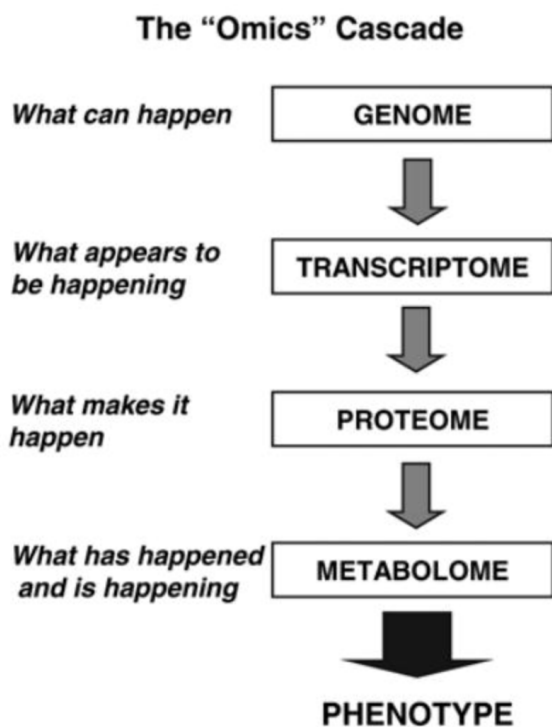 The “Omics” Cascade
What can happen
GENOME
What appears to
be happening
TRANSCRIPTOME
What makes it
happen
PROTEOME
What has happened
and is happening
METABOLOME
PHENOTYPE